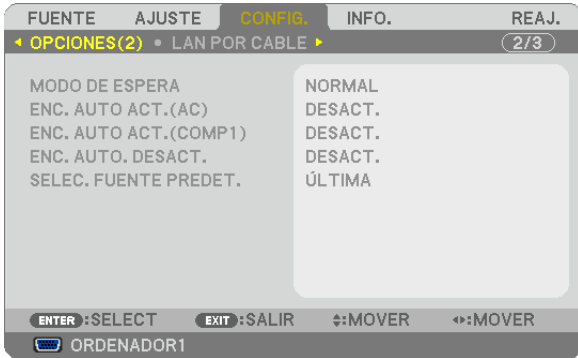 FUENTE AJUSTE CONFIG. INFO. REAJ.
OPCIONES(2) • LAN POR CABLE 2/3
MODO DE ESPERA NORMAL
ENC. AUTO ACT.(AC) DESACT.
ENC. AUTO ACT.(COMP1) DESACT.
ENC. AUTO. DESACT. DESACT.
SELEC. FUENTE PREDET. ÚLTIMA
ENTER :SELECT EXIT :SALIR :MOVER :MOVER
ORDENADOR1